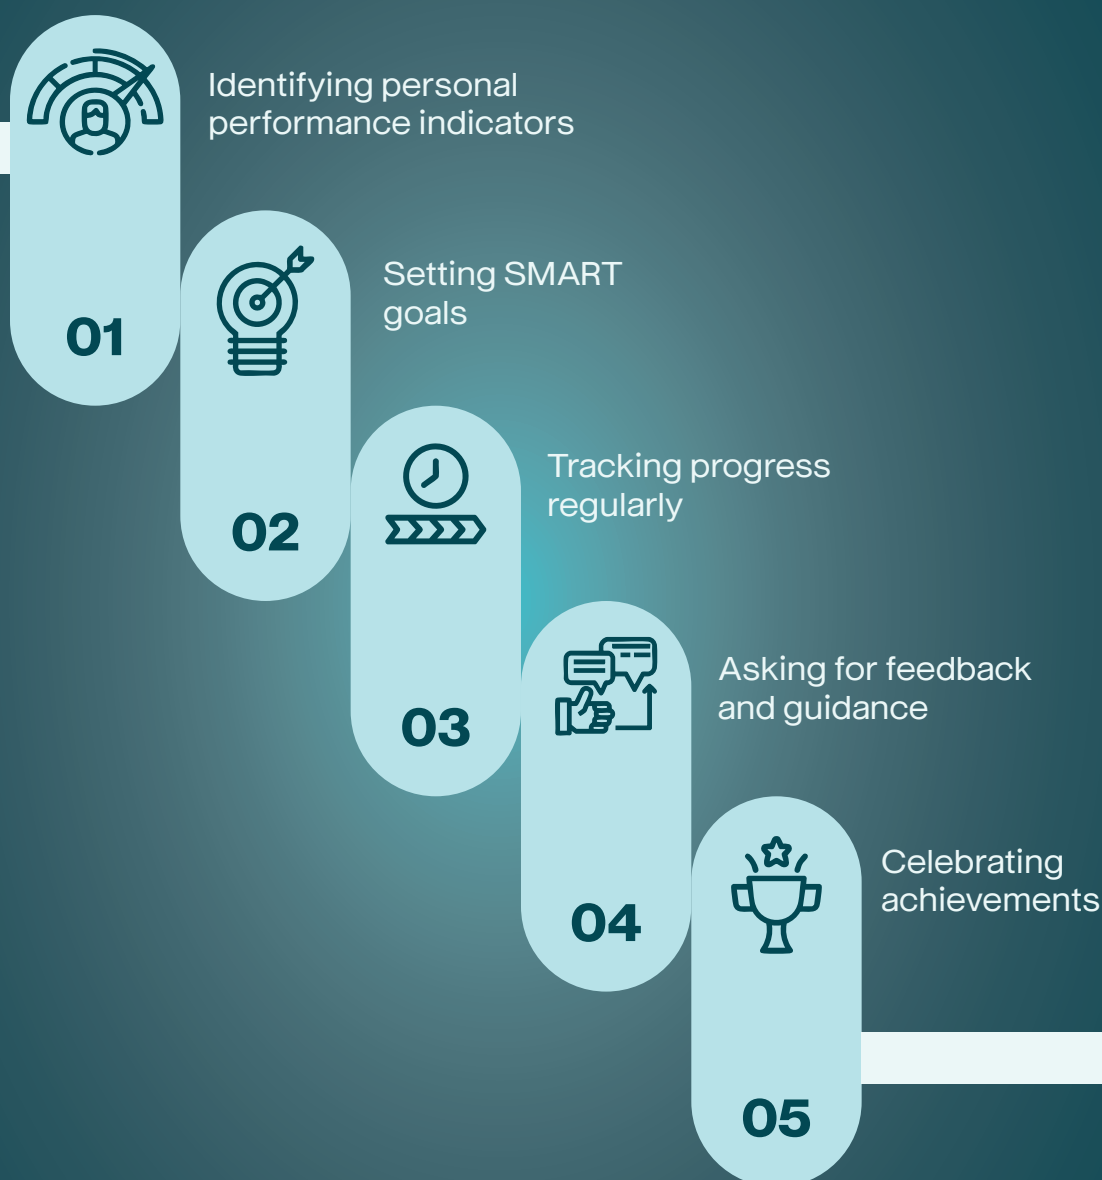 Identifying personal
performance indicators
01
Setting SMART
goals
02
Tracking progress
regularly
03
Asking for feedback
and guidance
04
Celebrating
achievements
05